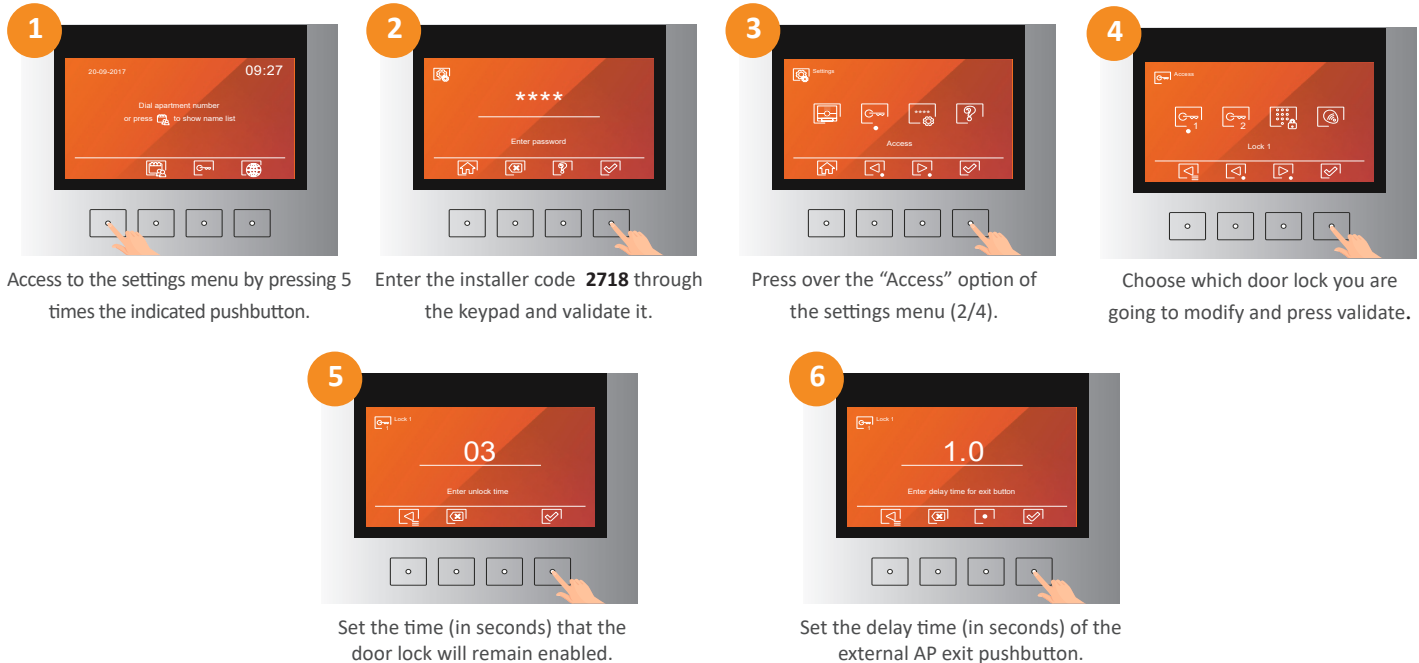 1
20-09-2017
09:27
Dial apartment number
or press to show name list
Access to the settings menu by pressing 5
times the indicated pushbutton.
2
****
Enter password
?
Enter the installer code 2718 through
the keypad and validate it.
3
Settings
****
?
Access
Press over the “Access” option of
the settings menu (2/4).
4
Access
1
2
Lock 1
Choose which door lock you are
going to modify and press validate.
5
Lock 1
1
03
Enter unlock time
Set the time (in seconds) that the
door lock will remain enabled.
6
Lock 1
1
1.0
Enter delay time for exit button
Set the delay time (in seconds) of the
external AP exit pushbutton.